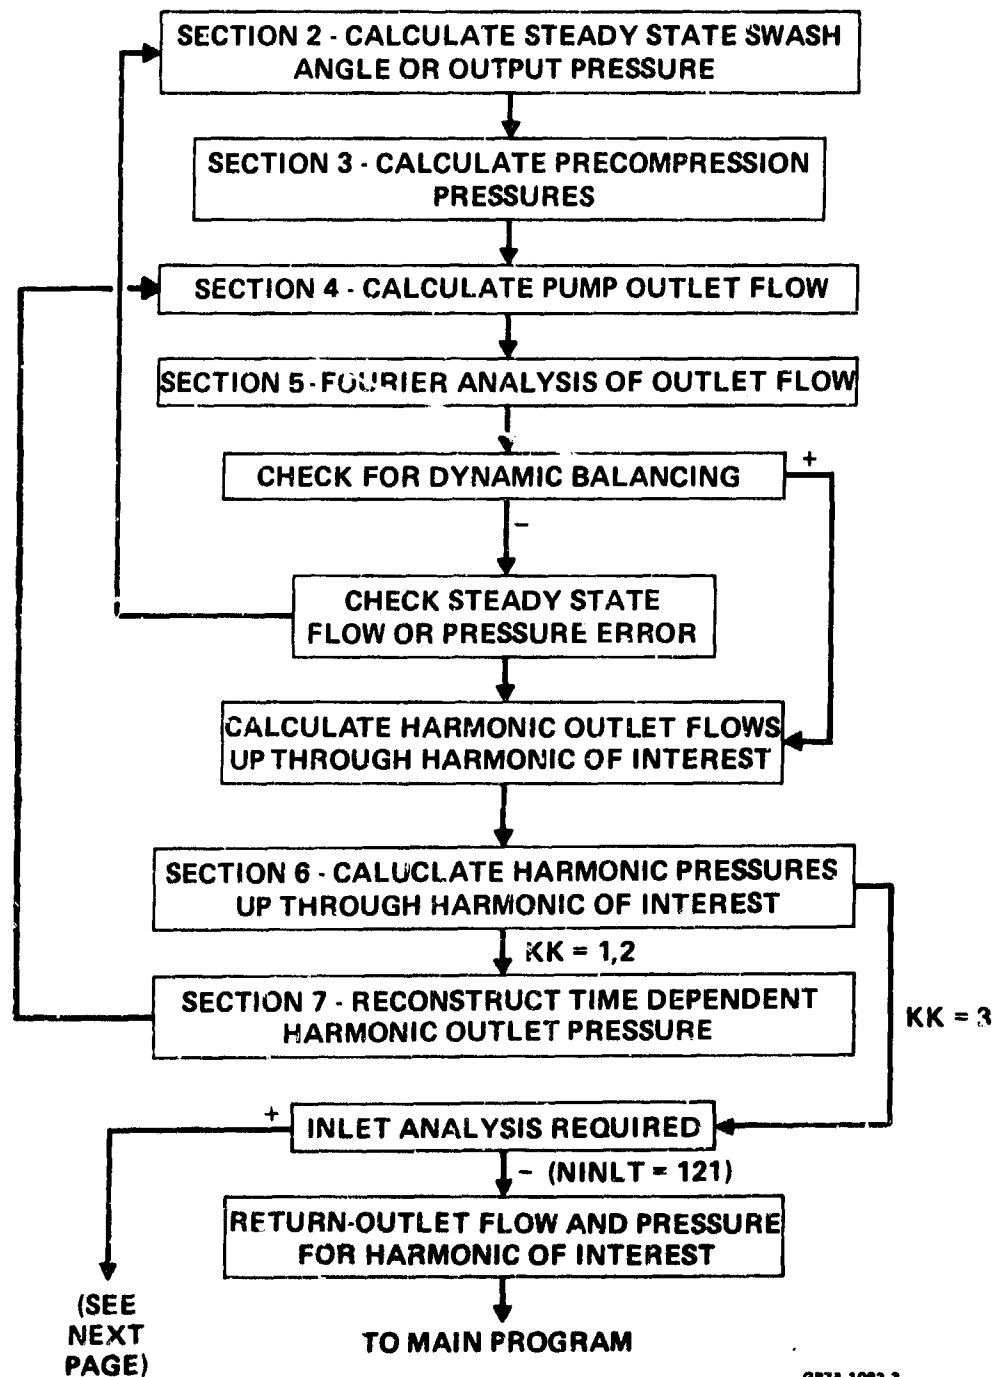 SECTION 2 - CALCULATE STEADY STATE SWASH
ANGLE OR OUTPUT PRESSURE
SECTION 3 - CALCULATE PRECOMPRESSION
PRESSURES
SECTION 4 - CALCULATE PUMP OUTLET FLOW
SECTION 5 - FOURIER ANALYSIS OF OUTLET FLOW
CHECK FOR DYNAMIC BALANCING
+
−
CHECK STEADY STATE
FLOW OR PRESSURE ERROR
CALCULATE HARMONIC OUTLET FLOWS
UP THROUGH HARMONIC OF INTEREST
SECTION 6 - CALUCLATE HARMONIC PRESSURES
UP THROUGH HARMONIC OF INTEREST
KK = 1,2
SECTION 7 - RECONSTRUCT TIME DEPENDENT
HARMONIC OUTLET PRESSURE
KK = 3
+
INLET ANALYSIS REQUIRED
− (NINLT = 121)
RETURN-OUTLET FLOW AND PRESSURE
FOR HARMONIC OF INTEREST
(SEE
NEXT
PAGE)
TO MAIN PROGRAM